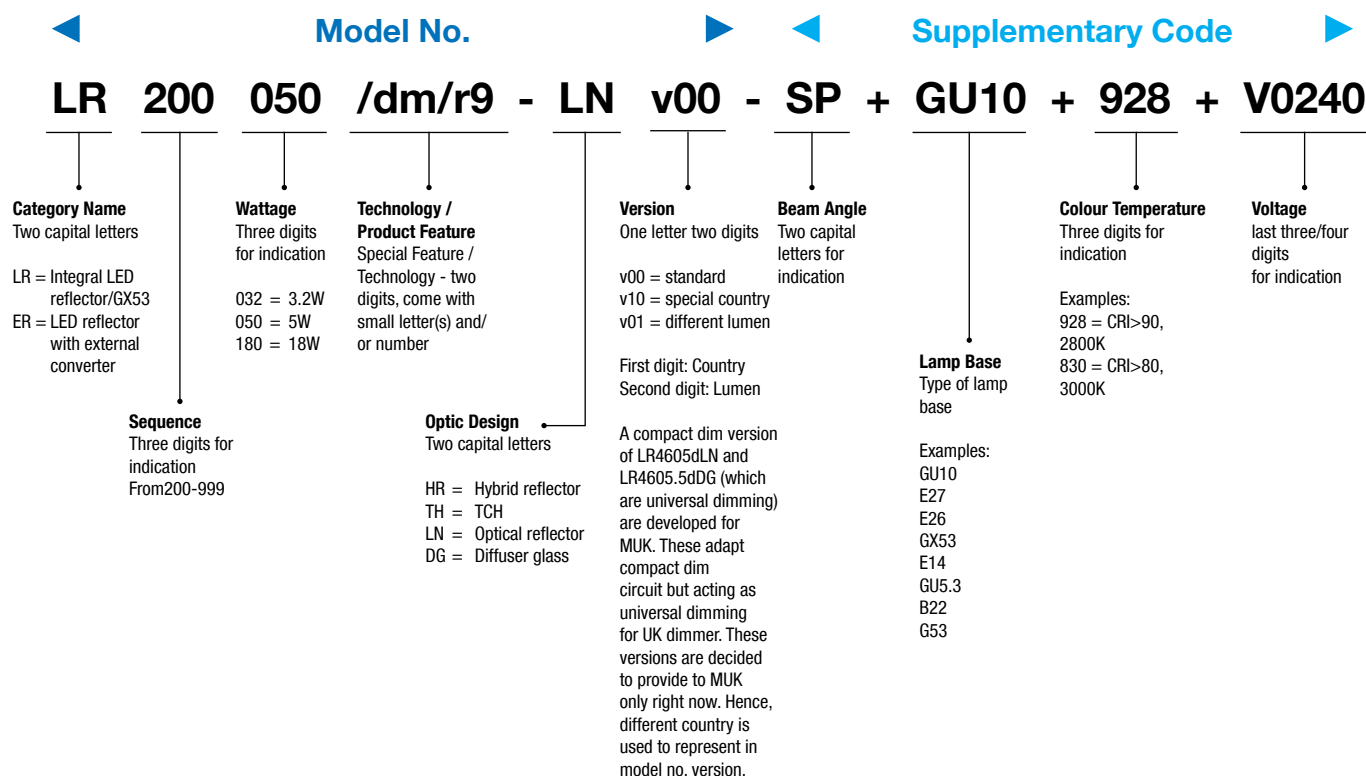 Model No.
Supplementary Code
LR 200 050 /dm/r9 - LN v00 - SP + GU10 + 928 + V0240
Category Name
Two capital letters
LR = Integral LED
reflector/GX53
ER = LED reflector
with external
converter
Sequence
Three digits for
indication
From200-999
Wattage
Three digits
for indication
032 = 3.2W
050 = 5W
180 = 18W
Technology /
Product Feature
Special Feature /
Technology - two
digits, come with
small letter(s) and/
or number
Optic Design
Two capital letters
HR = Hybrid reflector
TH = TCH
LN = Optical reflector
DG = Diffuser glass
Version
One letter two digits
v00 = standard
v10 = special country
v01 = different lumen
First digit: Country
Second digit: Lumen
A compact dim version
of LR4605dLN and
LR4605.5dDG (which
are universal dimming)
are developed for
MUK. These adapt
compact dim
circuit but acting as
universal dimming
for UK dimmer. These
versions are decided
to provide to MUK
only right now. Hence,
different country is
used to represent in
model no. version.
Beam Angle
Two capital
letters for
indication
Lamp Base
Type of lamp
base
Examples:
GU10
E27
E26
GX53
E14
GU5.3
B22
G53
Colour Temperature
Three digits for
indication
Examples:
928 = CRI>90,
2800K
830 = CRI>80,
3000K
Voltage
last three/four
digits
for indication